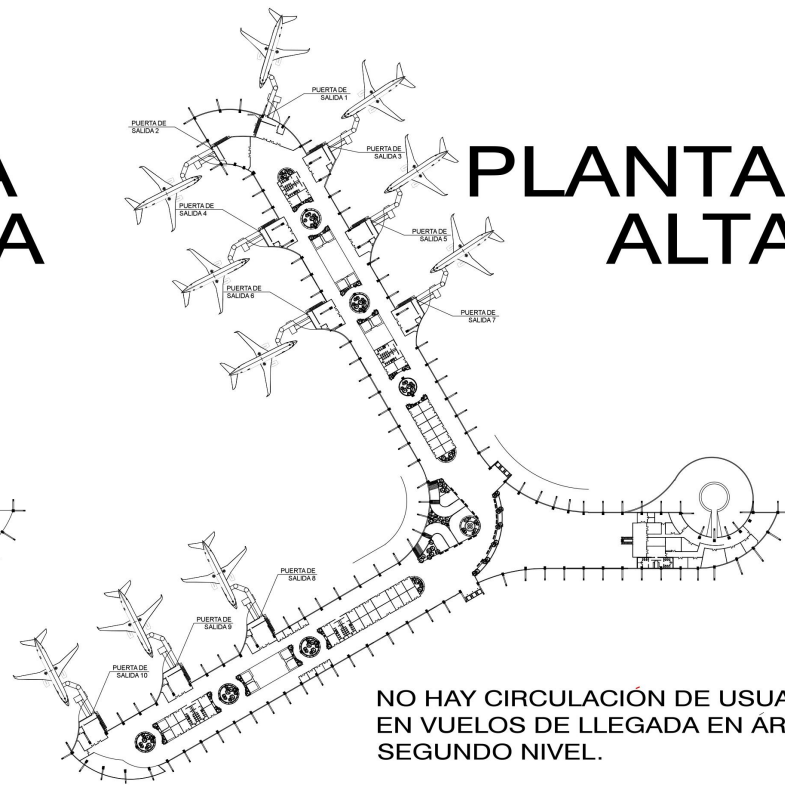 PUERTA DE
SALIDA 1
PUERTA DE
SALIDA 2
PUERTA DE
SALIDA 3
A
A
PLANTA
ALTA
PUERTA DE
SALIDA 4
PUERTA DE
SALIDA 5
PUERTA DE
SALIDA 6
PUERTA DE
SALIDA 7
PUERTA DE
SALIDA 8
PUERTA DE
SALIDA 9
PUERTA DE
SALIDA 10
NO HAY CIRCULACIÓN DE USUA
EN VUELOS DE LLEGADA EN ÁR
SEGUNDO NIVEL.